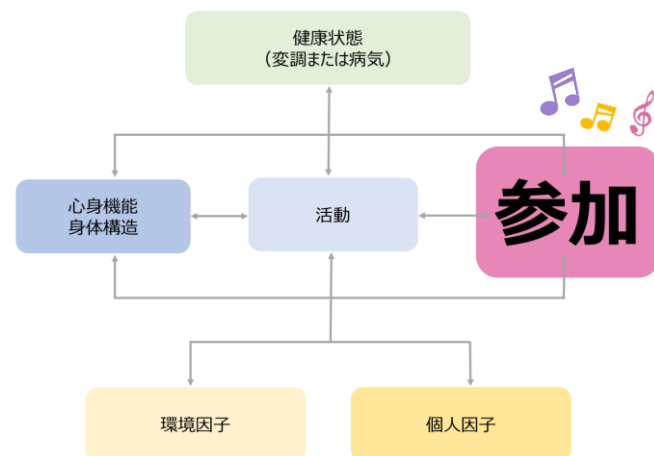 健康状態
（変調または病気）
心身機能
身体構造
活動
参加
環境因子
個人因子